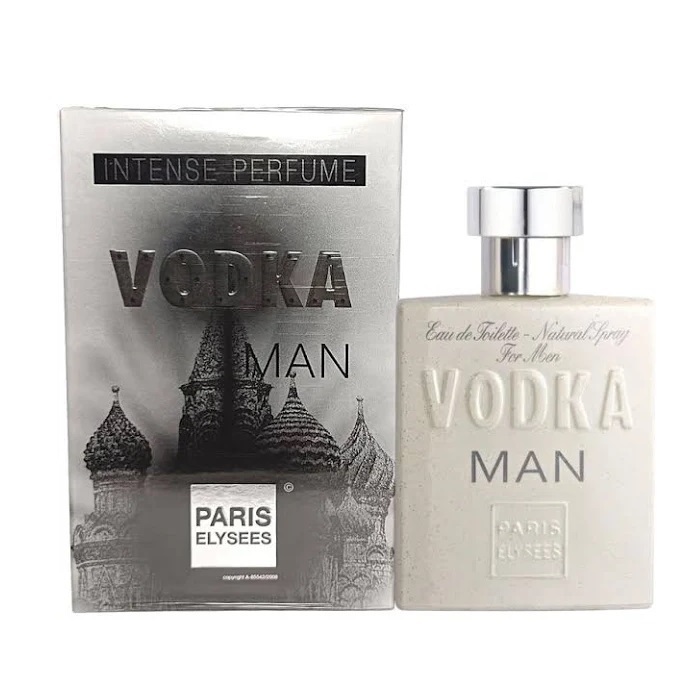 INTENSE PERFUME
VODKA
MAN
©
PARIS
ELYSEES
Eau de Toilette - Natural Spray
For Men
VODKA
MAN
PARIS
ELYSEES